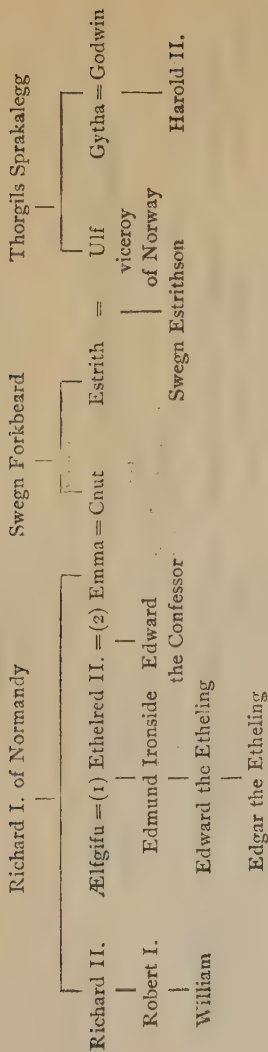 Richard I. of Normandy Swegn Forkbeard Thorgils Sprakalegg
Richard II. Ælfgifu = (1) Ethelred II. = (2) Emma = Cnut Estrith = Ulf Gytha = Godwin
viceroy
of Norway
Robert I. Edmund Ironside Edward Swegn Estrithson Harold II.
the Confessor
William Edward the Etheling
Edgar the Etheling